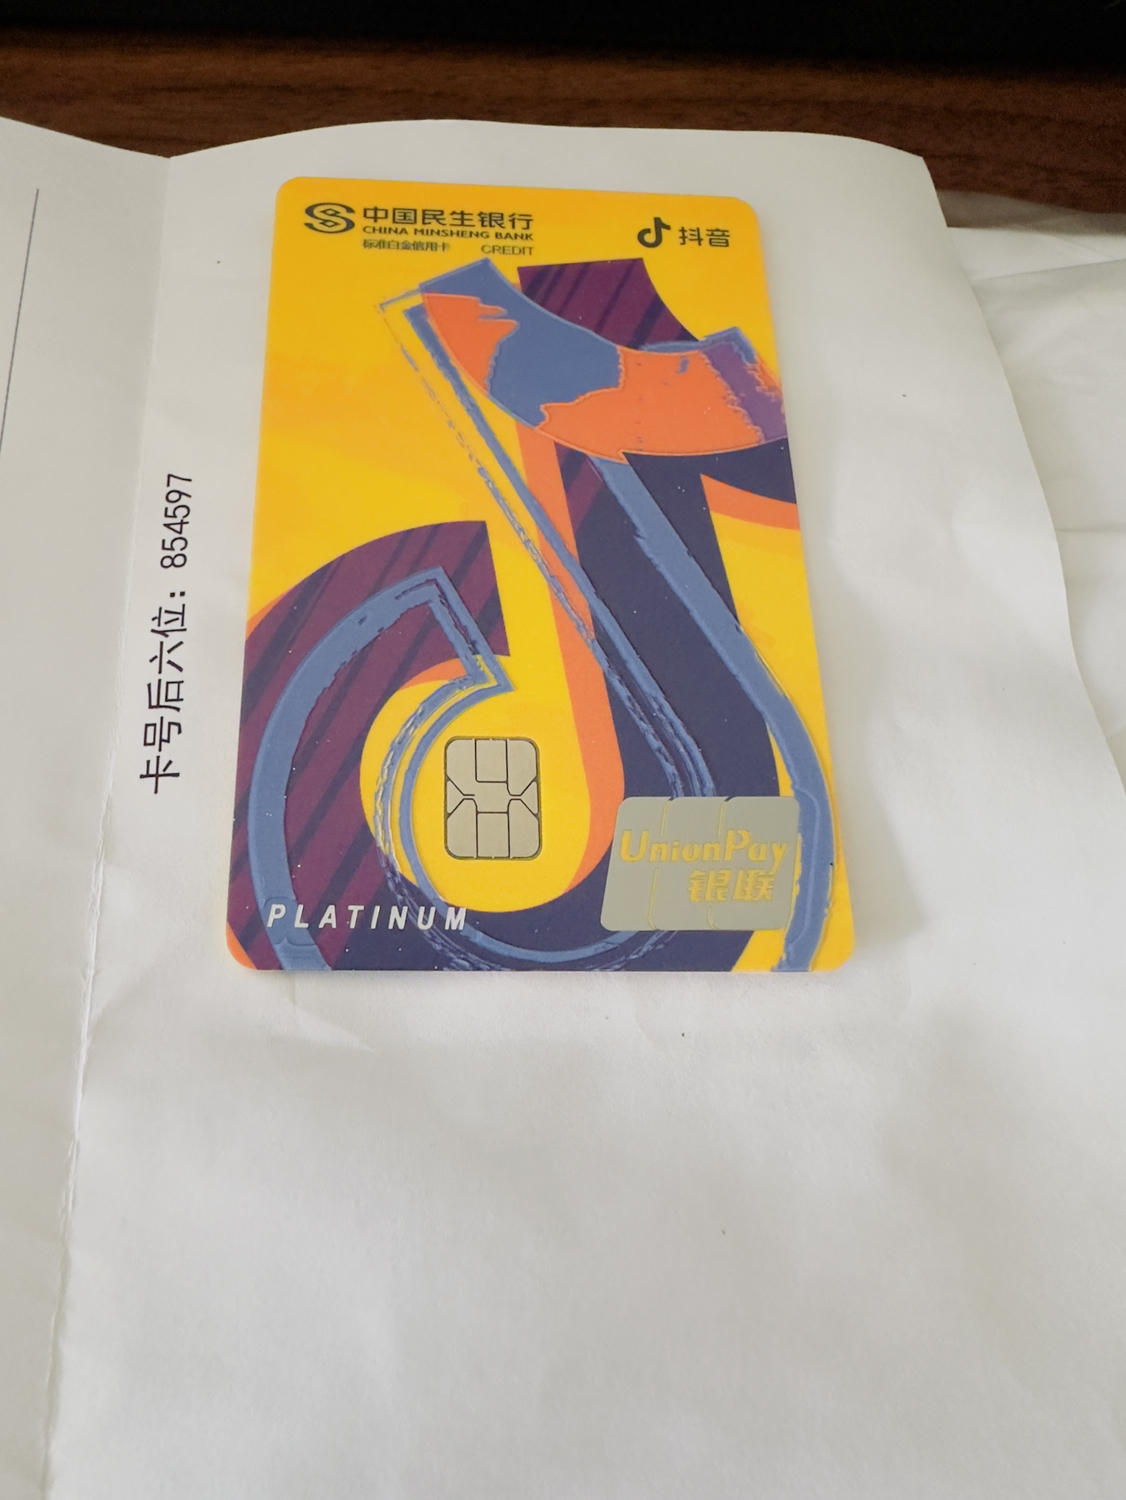 中国民生银行
CHINA MINSHENG BANK
标准白金信用卡 CREDIT
抖音
卡号后六位：854597
PLATINUM
UnionPay
银联